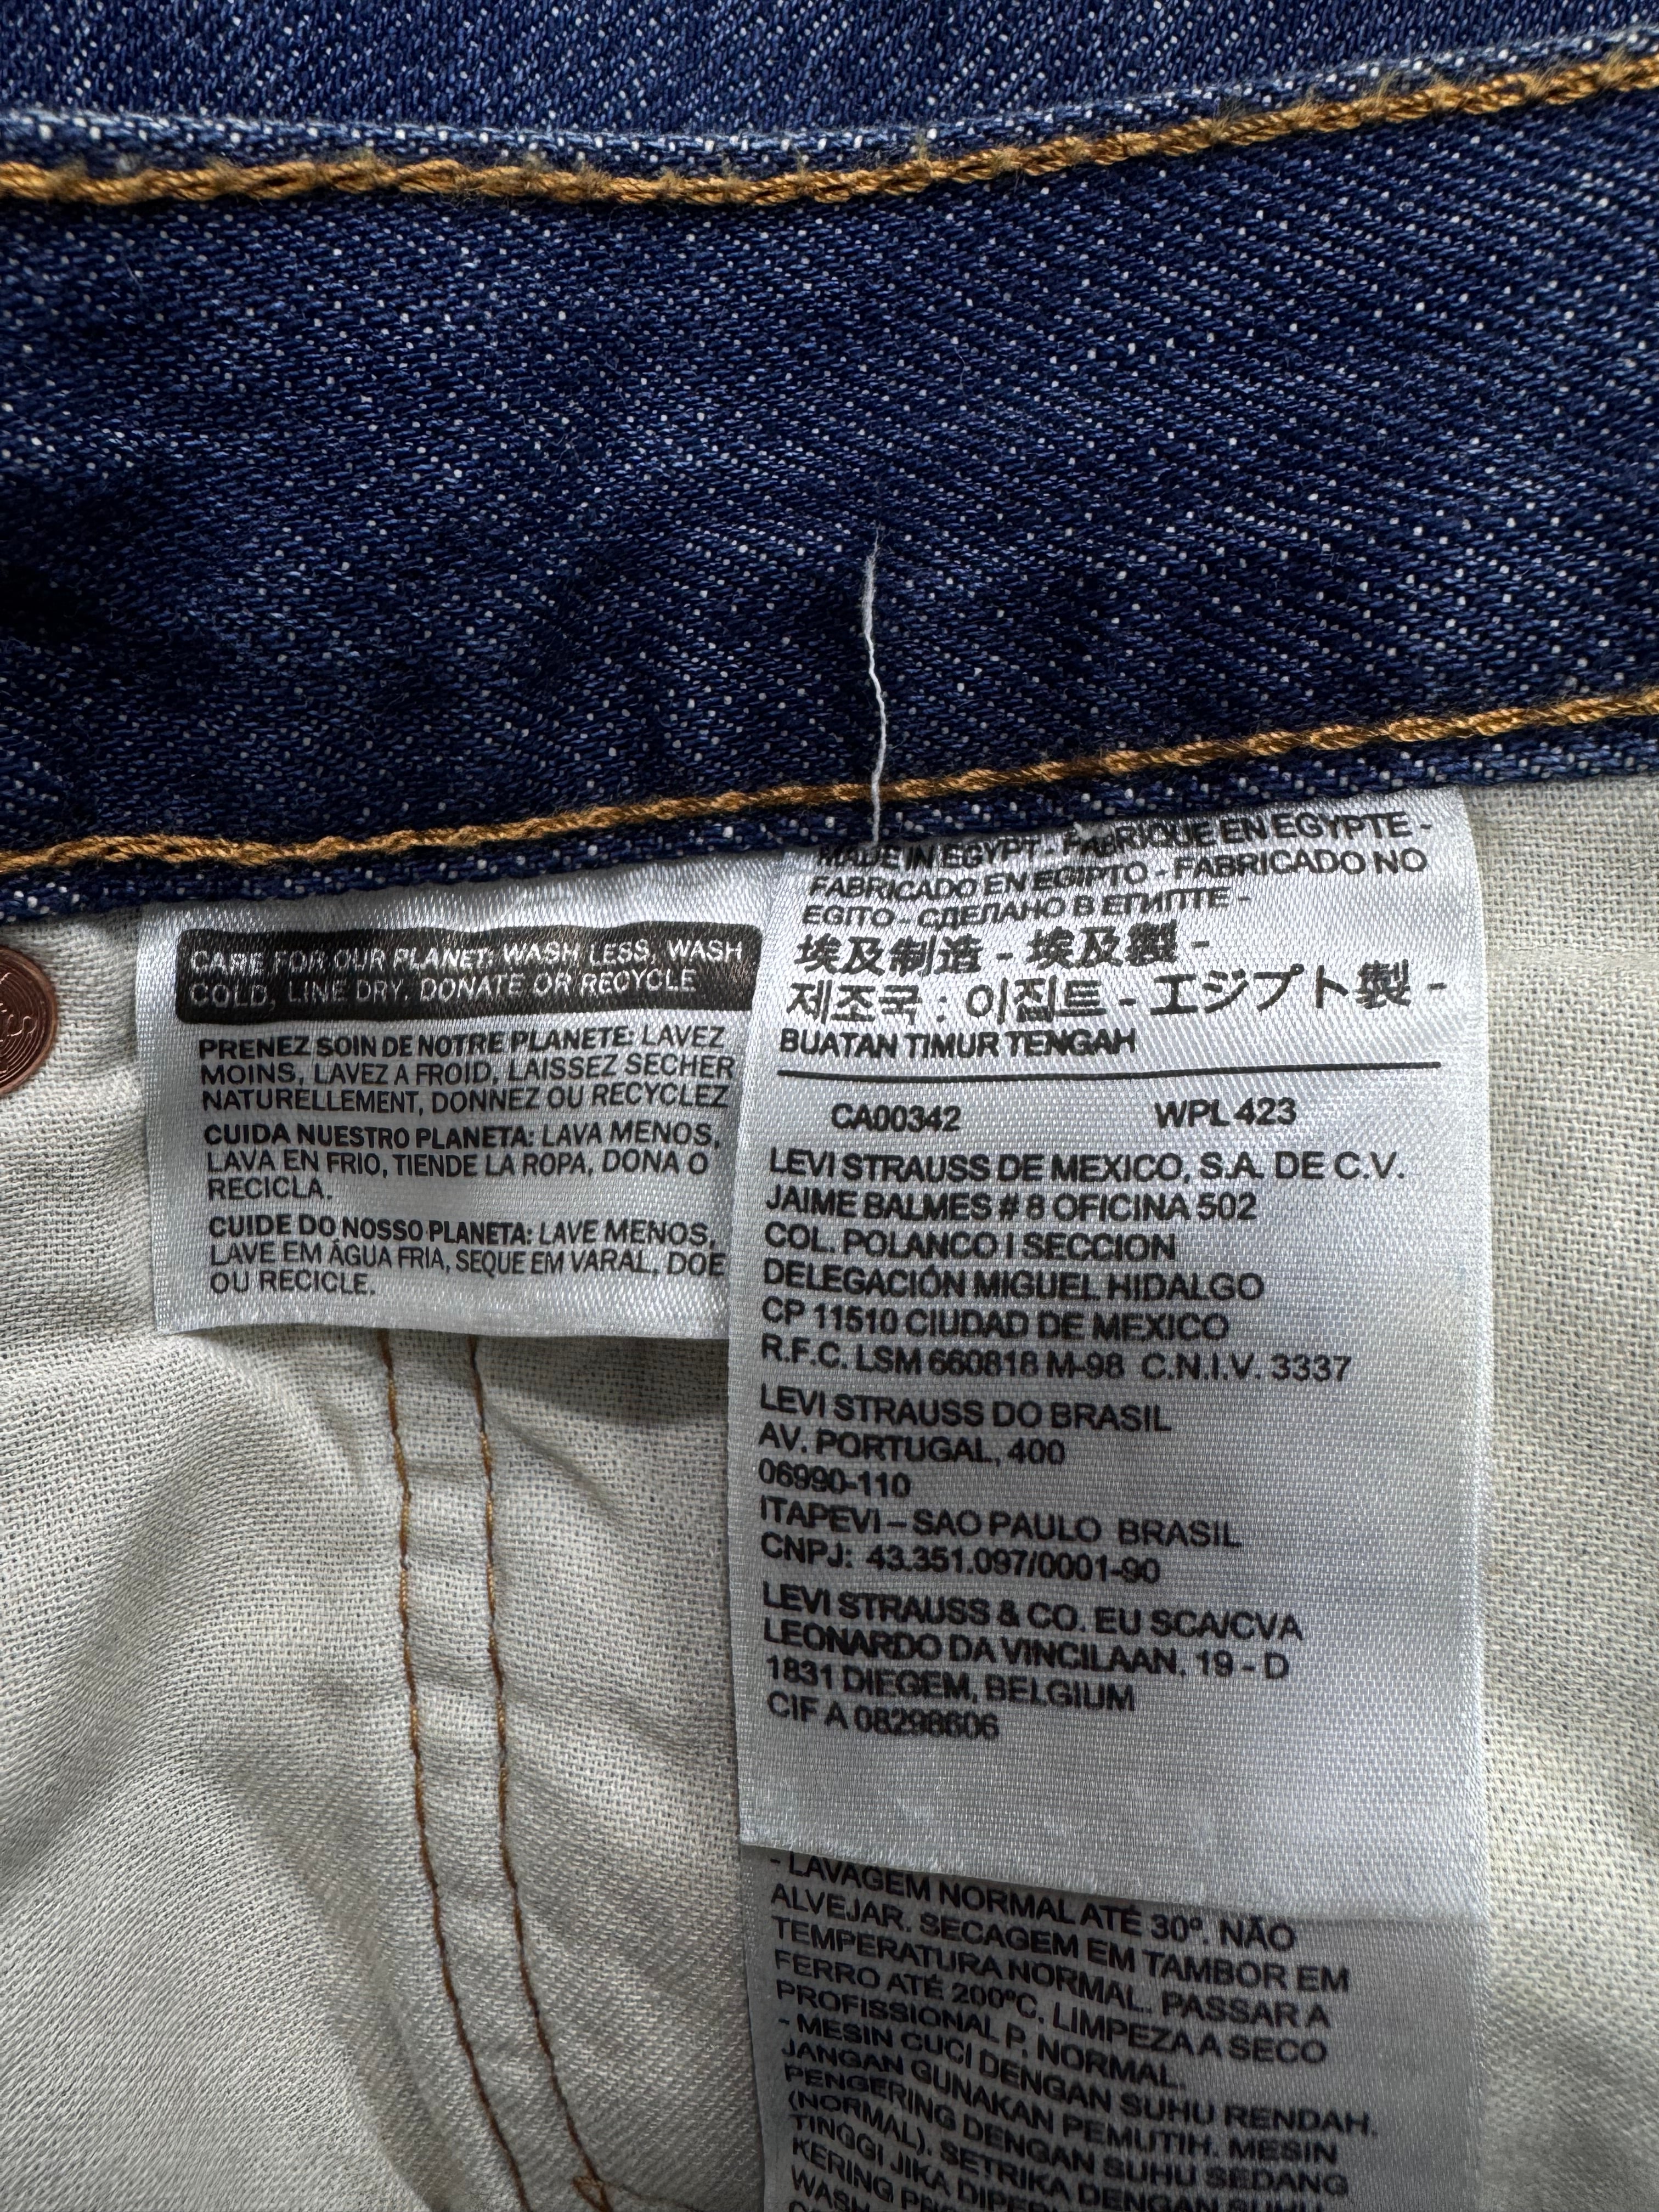 CARE FOR OUR PLANET: WASH LESS, WASH
COLD, LINE DRY, DONATE OR RECYCLE
PRENEZ SOIN DE NOTRE PLANETE: LAVEZ
MOINS, LAVEZ A FROID, LAISSEZ SECHER
NATURELLEMENT, DONNEZ OU RECYCLEZ
CUIDA NUESTRO PLANETA: LAVA MENOS,
LAVA EN FRIO, TIENDE LA ROPA, DONA O
RECICLA.
CUIDE DO NOSSO PLANETA: LAVE MENOS,
LAVE EM ÁGUA FRIA, SEQUE EM VARAL, DOE
OU RECICLE.
MADE IN EGYPT - FABRIQUE EN EGYPTE -
FABRICADO EN EGIPTO - FABRICADO NO
EGITO - СДЕЛАНО В ЕГИПТЕ -
埃及制造 - 埃及製 -
제조국 : 이집트 - エジプト製 -
BUATAN TIMUR TENGAH
CA00342 WPL 423
LEVI STRAUSS DE MEXICO, S.A. DE C.V.
JAIME BALMES # 8 OFICINA 502
COL. POLANCO I SECCION
DELEGACIÓN MIGUEL HIDALGO
CP 11510 CIUDAD DE MEXICO
R.F.C. LSM 660818 M-98 C.N.I.V. 3337
LEVI STRAUSS DO BRASIL
AV. PORTUGAL, 400
06990-110
ITAPEVI – SAO PAULO BRASIL
CNPJ: 43.351.097/0001-90
LEVI STRAUSS & CO. EU SCA/CVA
LEONARDO DA VINCILAAN, 19 - D
1831 DIEGEM, BELGIUM
CIF A 08298606
- LAVAGEM NORMAL ATÉ 30º. NÃO
ALVEJAR. SECAGEM EM TAMBOR EM
TEMPERATURA NORMAL. PASSAR A
FERRO ATÉ 200ºC. LIMPEZA A SECO
PROFISSIONAL P, NORMAL.
- MESIN CUCI DENGAN SUHU RENDAH.
JANGAN GUNAKAN PEMUTIH. MESIN
PENGERING DENGAN SUHU SEDANG
(NORMAL). SETRIKA DENGAN SUHU
TINGGI JIKA
KERING
WASH